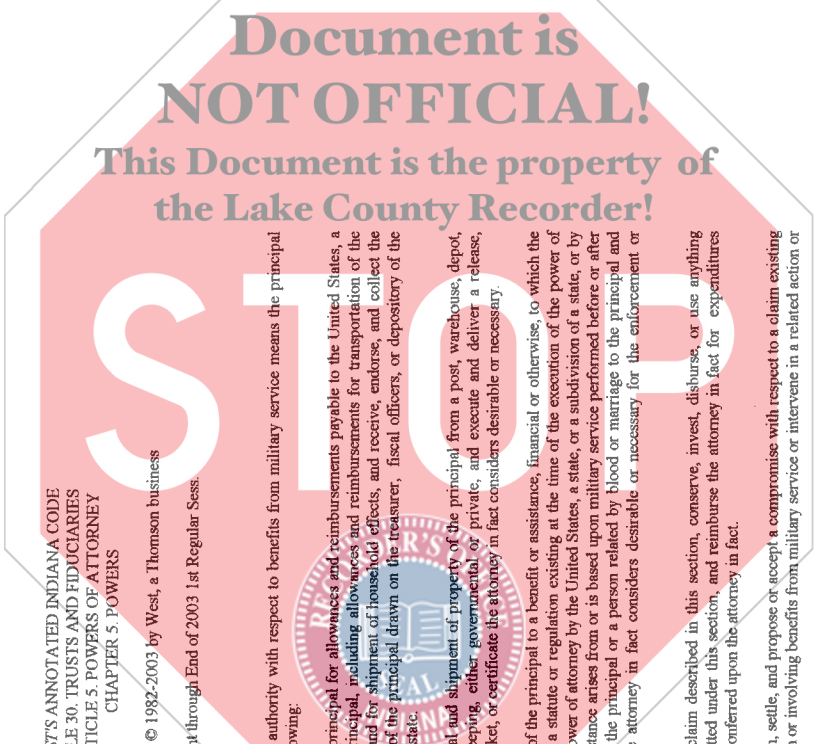 Document is
NOT OFFICIAL!
This Document is the property of
the Lake County Recorder!
STOP
RECORDER'S
SEAL
INDIANA
ANNOTATED INDIANA CODE
30. TRUSTS AND FIDUCIARIES
5. POWERS OF ATTORNEY
CHAPTER 5. POWERS
© 1982-2003 by West, a Thomson business
through End of 2003 1st Regular Sess.
authority with respect to benefits from military service means the principal
principal for allowances and reimbursements payable to the United States, a
including allowances and reimbursements for transportation of the
and for shipment of household effects, and receive, endorse, and collect the
of the principal drawn on the treasurer, fiscal officers, or depository of the
state.
and shipment of property of the principal from a post, warehouse, depot,
either governmental or private, and execute and deliver a release,
or certificate the attorney in fact considers desirable or necessary.
of the principal to a benefit or assistance, financial or otherwise, to which the
a statute or regulation existing at the time of the execution of the power of
of attorney by the United States, a state, or a subdivision of a state, or by
arises from or is based upon military service performed before or after
the principal or a person related by blood or marriage to the principal and
attorney in fact considers desirable or necessary for the enforcement or
claim described in this section, conserve, invest, disburse, or use anything
under this section, and reimburse the attorney in fact for expenditures
conferred upon the attorney in fact.
settle, and propose or accept a compromise with respect to a claim existing
or involving benefits from military service or intervene in a related action or